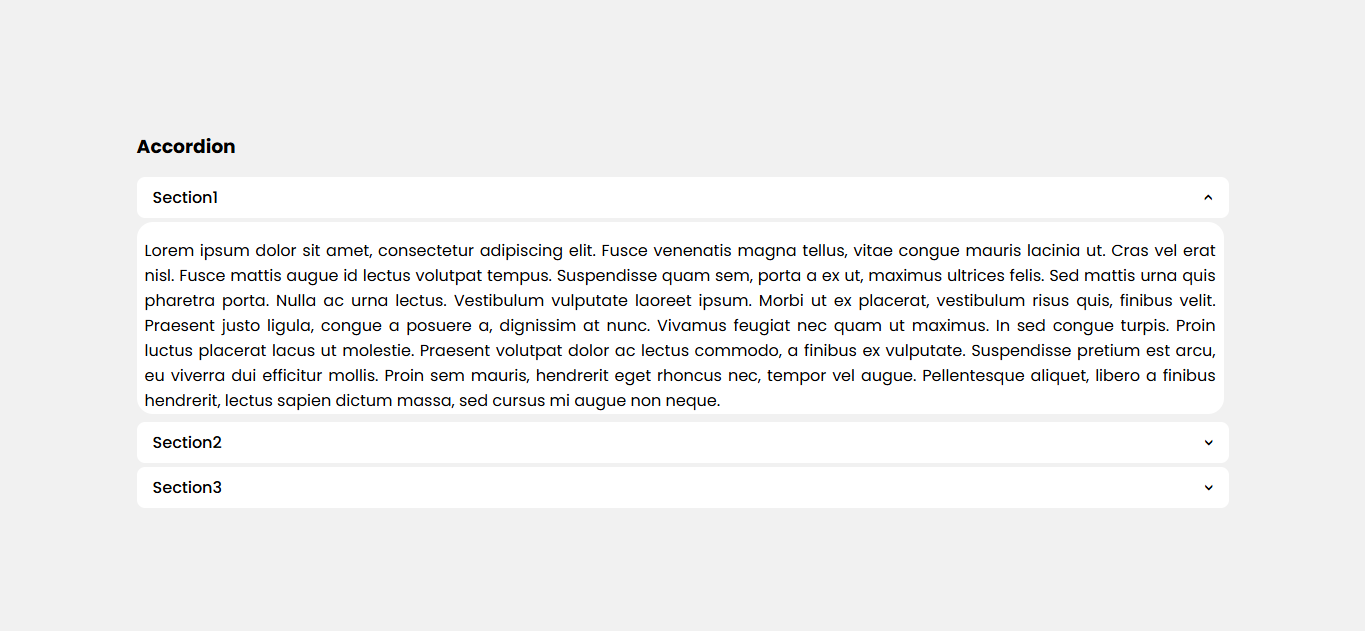 Accordion
Section1
Lorem ipsum dolor sit amet, consectetur adipiscing elit. Fusce venenatis magna tellus, vitae congue mauris lacinia ut. Cras vel erat
nisl. Fusce mattis augue id lectus volutpat tempus. Suspendisse quam sem, porta a ex ut, maximus ultrices felis. Sed mattis urna quis
pharetra porta. Nulla ac urna lectus. Vestibulum vulputate laoreet ipsum. Morbi ut ex placerat, vestibulum risus quis, finibus velit.
Praesent justo ligula, congue a posuere a, dignissim at nunc. Vivamus feugiat nec quam ut maximus. In sed congue turpis. Proin
luctus placerat lacus ut molestie. Praesent volutpat dolor ac lectus commodo, a finibus ex vulputate. Suspendisse pretium est arcu,
eu viverra dui efficitur mollis. Proin sem mauris, hendrerit eget rhoncus nec, tempor vel augue. Pellentesque aliquet, libero a finibus
hendrerit, lectus sapien dictum massa, sed cursus mi augue non neque.
Section2
Section3